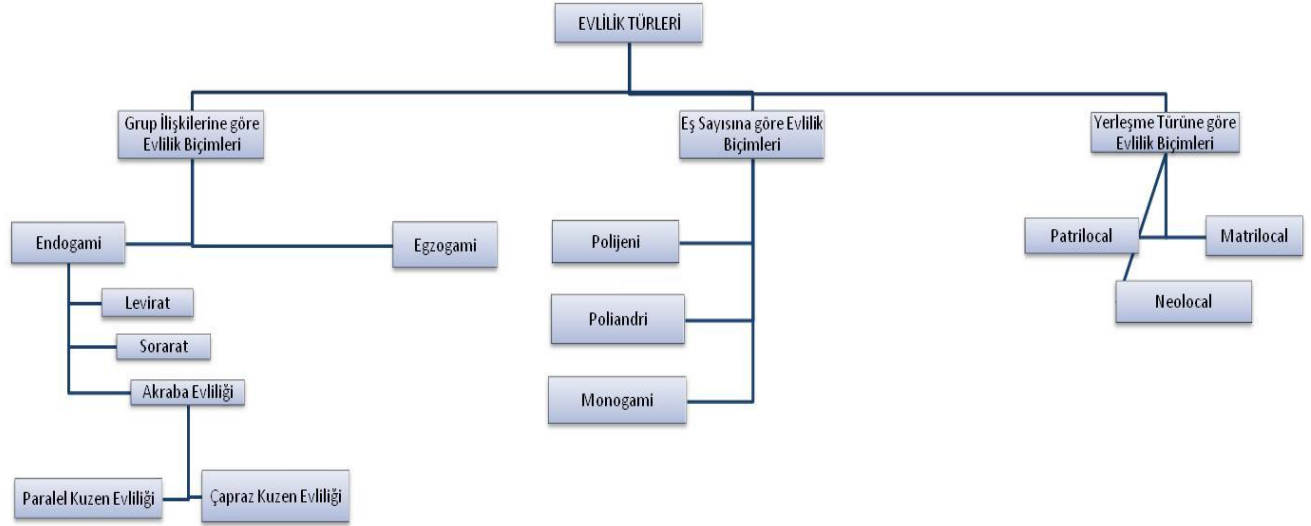 EVLİLİK TÜRLERİ
Grup İlişkilerine göre
Evlilik Biçimleri
Eş Sayısına göre Evlilik
Biçimleri
Yerleşme Türüne göre
Evlilik Biçimleri
Endogami
Egzogami
Levirat
Sorarat
Akraba Evliliği
Paralel Kuzen Evliliği
Çapraz Kuzen Evliliği
Polijeni
Poliandri
Monogami
Patrilocal
Matrilocal
Neolocal